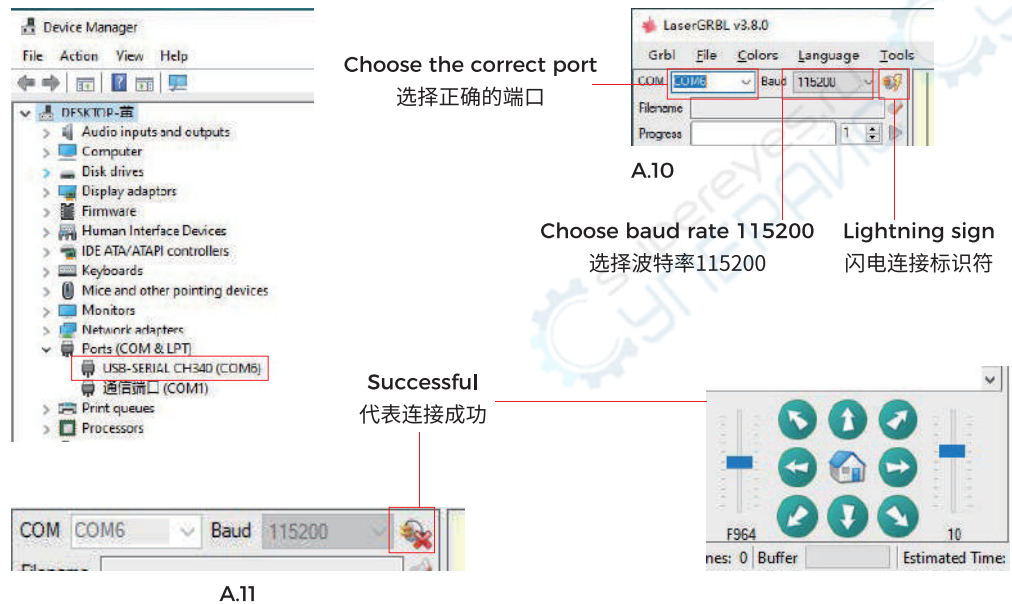 Device Manager
File Action View Help
DESKTOP-苗
Audio inputs and outputs
Computer
Disk drives
Display adaptors
Firmware
Human Interface Devices
IDE ATA/ATAPI controllers
Keyboards
Mice and other pointing devices
Monitors
Network adapters
Ports (COM & LPT)
USB-SERIAL CH340 (COM6)
通信端口 (COM1)
Print queues
Processors
Choose the correct port
选择正确的端口
LaserGRBL v3.8.0
Grbl File Colors Language Tools
COM COM6 Baud 115200
Filename
Progress 1
A.10
Choose baud rate 115200
选择波特率115200
Lightning sign
闪电连接标识符
Successful
代表连接成功
F964 10
nes: 0 Buffer Estimated Time:
COM COM6 Baud 115200
A.11
supereyes.ru
СУПЕРАЙС